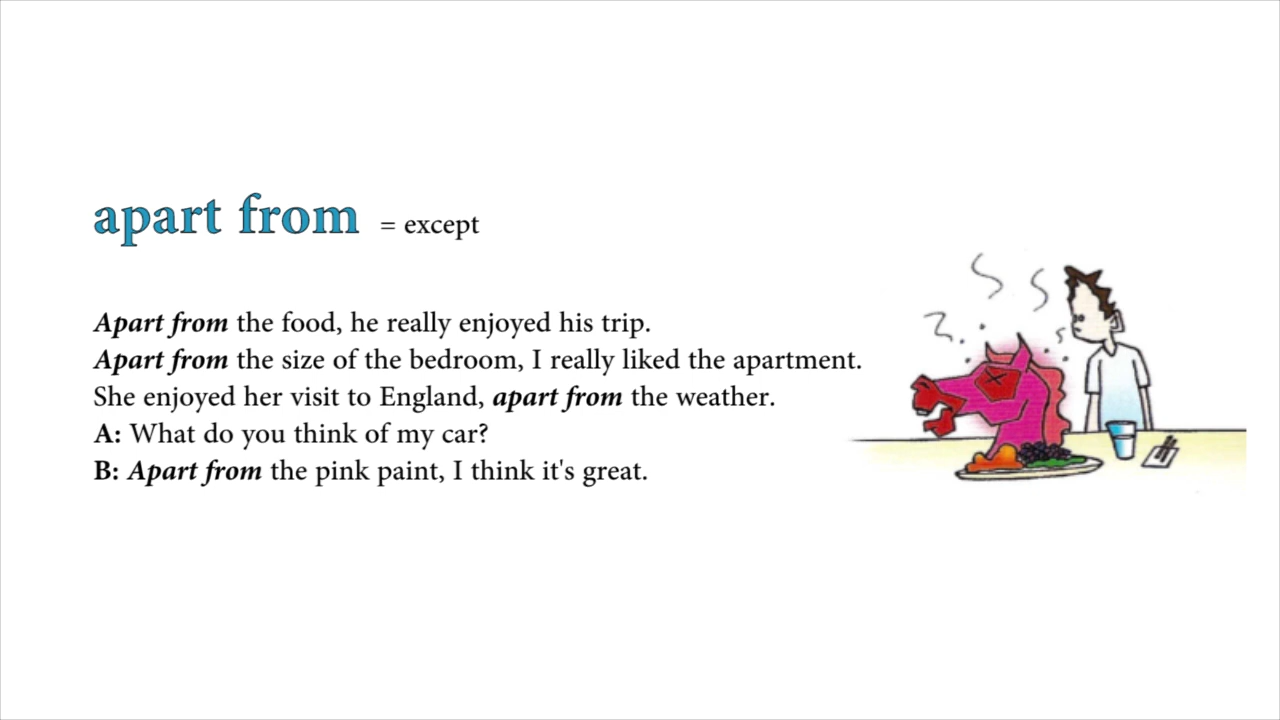 apart from = except
Apart from the food, he really enjoyed his trip.
Apart from the size of the bedroom, I really liked the apartment.
She enjoyed her visit to England, apart from the weather.
A: What do you think of my car?
B: Apart from the pink paint, I think it's great.